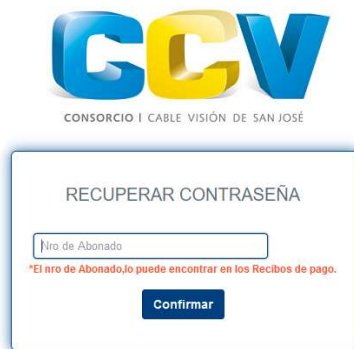 CCV
CONSORCIO | CABLE VISIÓN DE SAN JOSÉ
RECUPERAR CONTRASEÑA
Nro de Abonado
*El nro de Abonado,lo puede encontrar en los Recibos de pago.
Confirmar